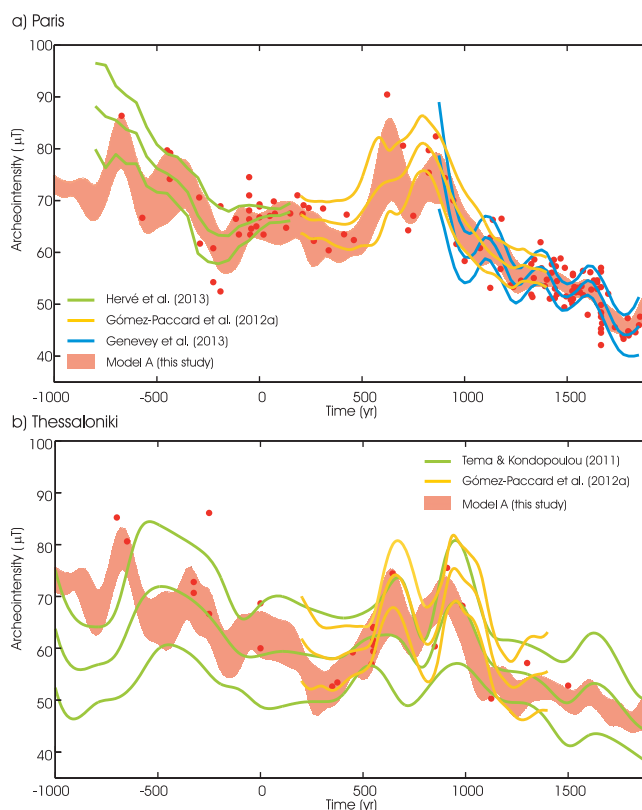 a) Paris
100
90
80
70
60
50
40
Archeointensity ( μT)
Hervé et al. (2013)
Gómez-Paccard et al. (2012a)
Genevey et al. (2013)
Model A (this study)
-1000 -500 0 500 1000 1500
Time (yr)
b) Thessaloniki
100
90
80
70
60
50
40
Archeointensity ( μT)
Tema & Kondopoulou (2011)
Gómez-Paccard et al. (2012a)
Model A (this study)
-1000 -500 0 500 1000 1500
Time (yr)